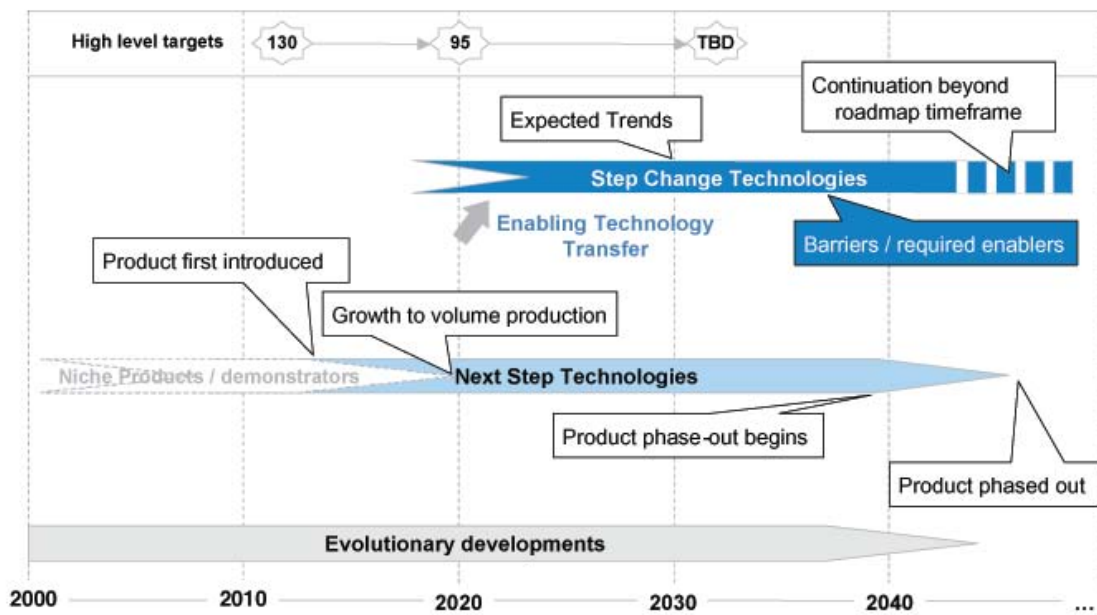 High level targets 130 95 TBD
Continuation beyond
roadmap timeframe
Expected Trends
Step Change Technologies
Enabling Technology
Transfer
Barriers / required enablers
Product first introduced
Growth to volume production
Niche Products / demonstrators
Next Step Technologies
Product phase-out begins
Product phased out
Evolutionary developments
2000 2010 2020 2030 2040 ...